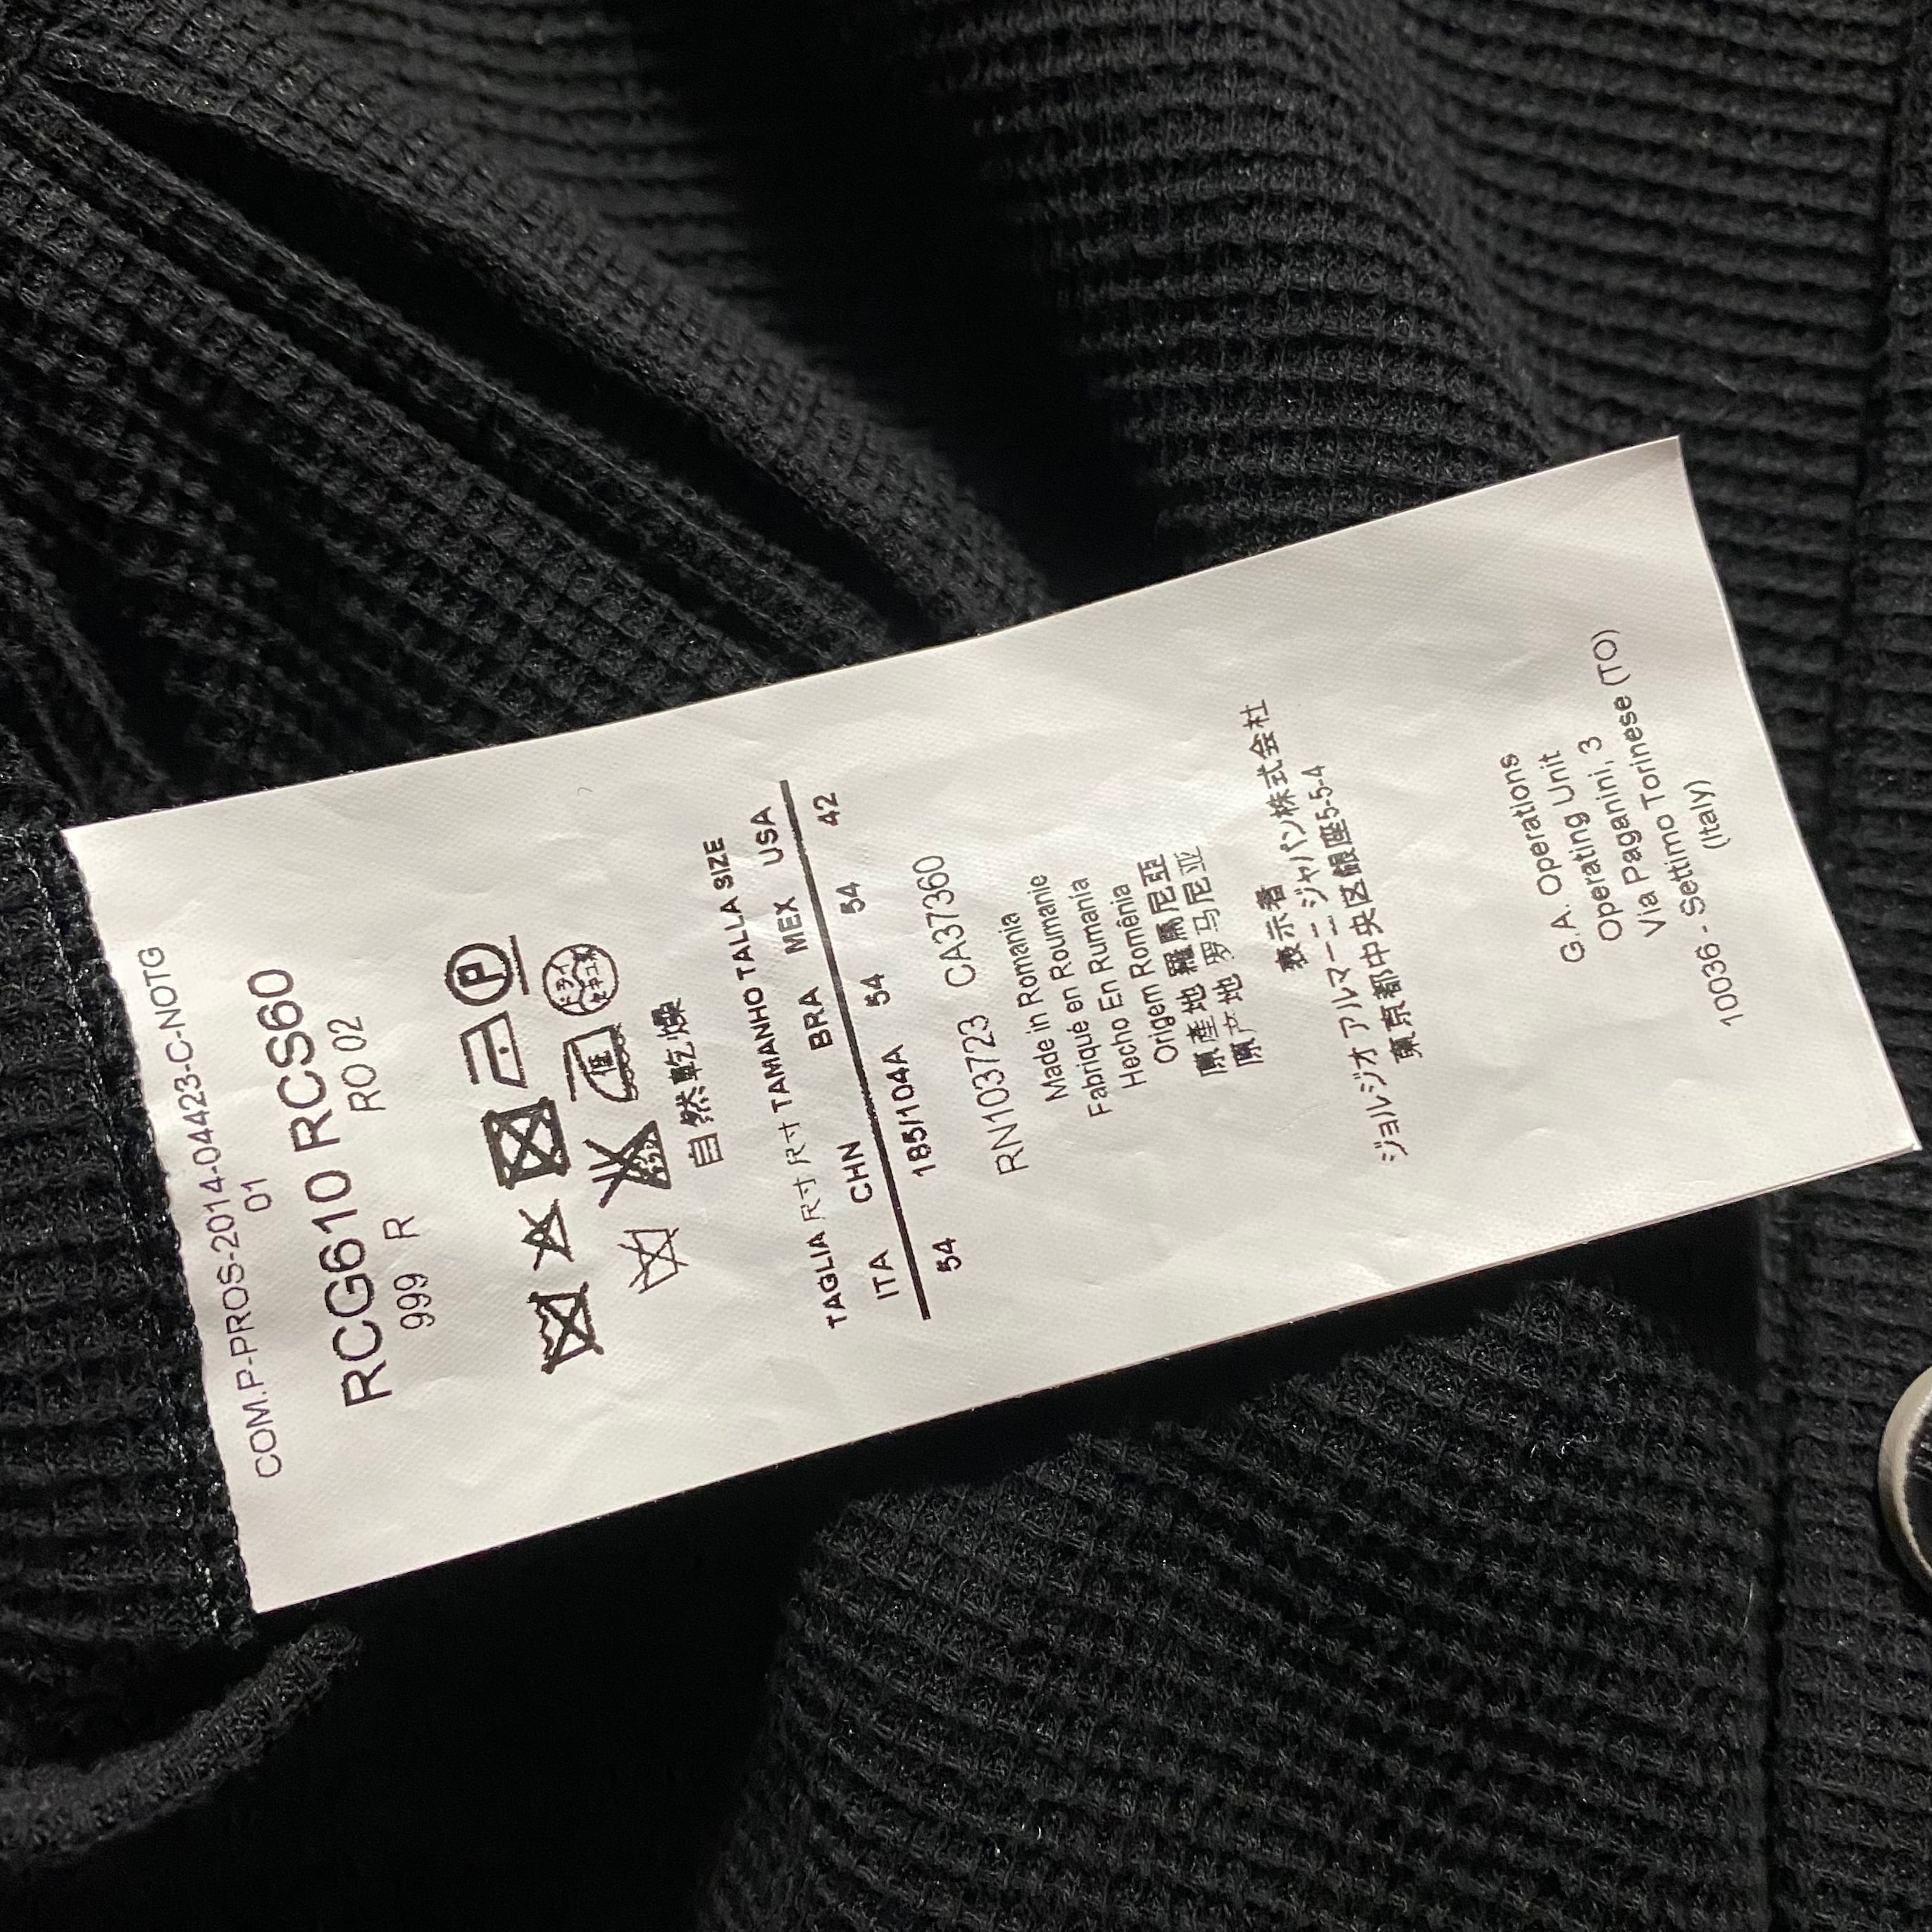 COM.P-PROS-2014-04423-C-NOTG
01
RCG610 RCS60
999 R RO 02
P
自然乾燥
TAGLIA 尺寸 尺寸 TAMANHO TALLA SIZE
ITA CHN BRA MEX USA
54 185/104A 54 54 42
RN103723 CA37360
Made in Romania
Fabriqué en Roumanie
Hecho En Rumania
Origem Romênia
原產地 羅馬尼亞
原产地 罗马尼亚
表示者
ジョルジオ アルマーニ ジャパン株式会社
東京都中央区銀座5-5-4
G.A. Operations
Operating Unit
Via Paganini, 3
10036 - Settimo Torinese (TO)
(Italy)